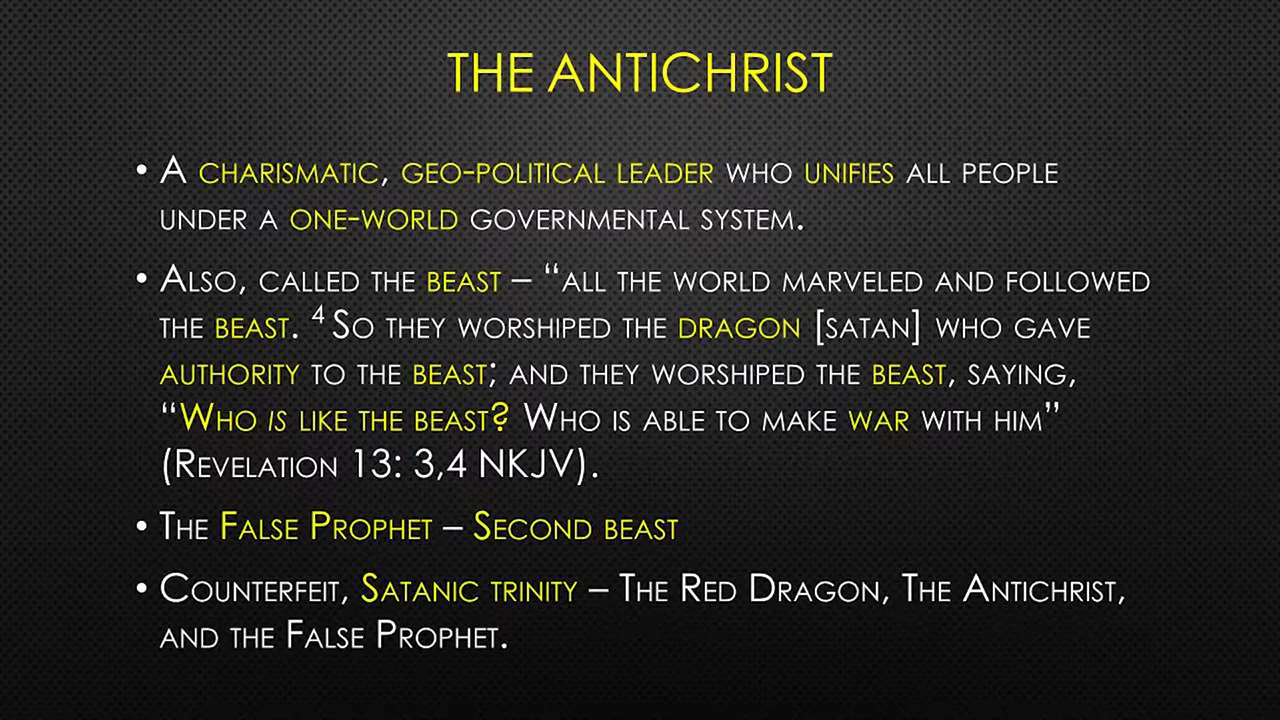 THE ANTICHRIST
• A CHARISMATIC, GEO-POLITICAL LEADER WHO UNIFIES ALL PEOPLE
UNDER A ONE-WORLD GOVERNMENTAL SYSTEM.
• ALSO, CALLED THE BEAST – “ALL THE WORLD MARVELED AND FOLLOWED
THE BEAST. ⁴ SO THEY WORSHIPED THE DRAGON [SATAN] WHO GAVE
AUTHORITY TO THE BEAST; AND THEY WORSHIPED THE BEAST, SAYING,
“WHO IS LIKE THE BEAST? WHO IS ABLE TO MAKE WAR WITH HIM”
(REVELATION 13: 3,4 NKJV).
• THE FALSE PROPHET – SECOND BEAST
• COUNTERFEIT, SATANIC TRINITY – THE RED DRAGON, THE ANTICHRIST,
AND THE FALSE PROPHET.